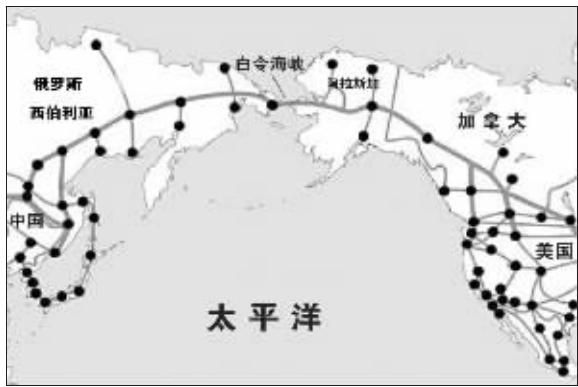 俄罗斯
西伯利亚
白令海峡
阿拉斯加
加拿大
中国
美国
太平洋